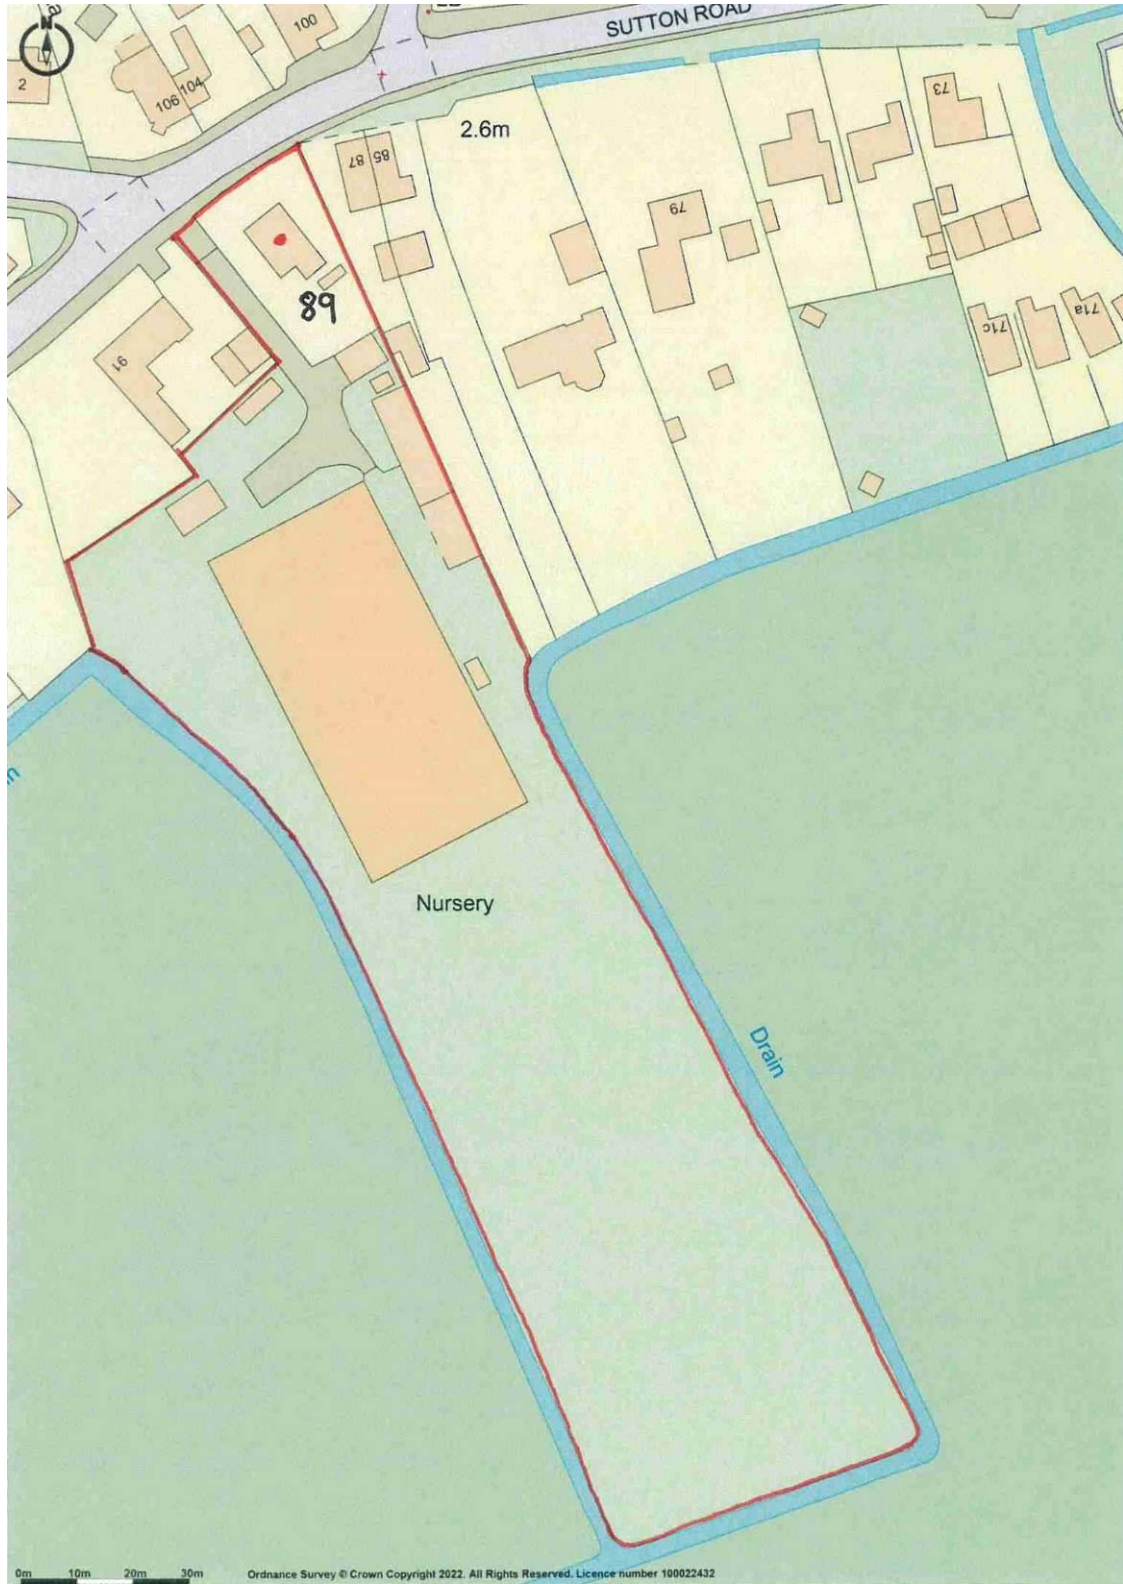 N
SUTTON ROAD
100
2
104
106
2.6m
87
85
73
79
89
91
71c
71a
Nursery
Drain
0m 10m 20m 30m
Ordnance Survey © Crown Copyright 2022. All Rights Reserved. Licence number 100022432